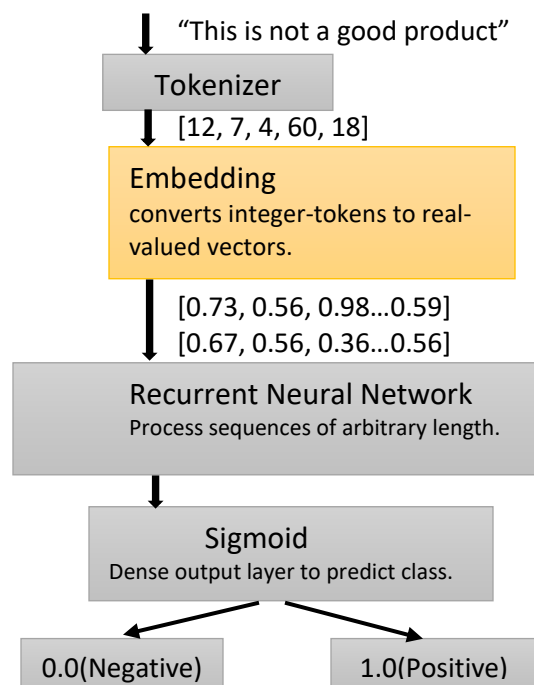 “This is not a good product”
Tokenizer
[12, 7, 4, 60, 18]
Embedding
converts integer-tokens to real-
valued vectors.
[0.73, 0.56, 0.98...0.59]
[0.67, 0.56, 0.36...0.56]
Recurrent Neural Network
Process sequences of arbitrary length.
Sigmoid
Dense output layer to predict class.
0.0(Negative) 1.0(Positive)